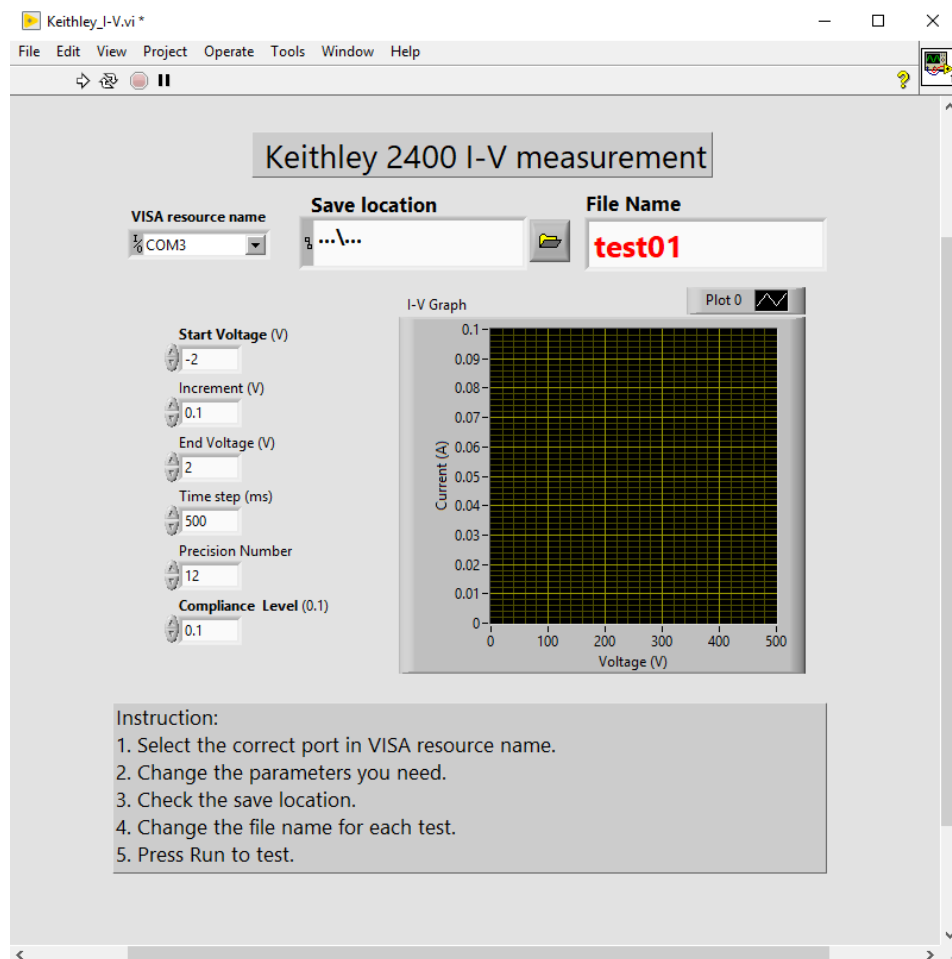 Keithley_I-V.vi *
File Edit View Project Operate Tools Window Help
Keithley 2400 I-V measurement
VISA resource name
COM3
Save location
...\...
File Name
test01
Start Voltage (V)
-2
Increment (V)
0.1
End Voltage (V)
2
Time step (ms)
500
Precision Number
12
Compliance Level (0.1)
0.1
I-V Graph
Plot 0
Current (A)
0.1
0.09
0.08
0.07
0.06
0.05
0.04
0.03
0.02
0.01
0
0 100 200 300 400 500
Voltage (V)
Instruction:
1. Select the correct port in VISA resource name.
2. Change the parameters you need.
3. Check the save location.
4. Change the file name for each test.
5. Press Run to test.